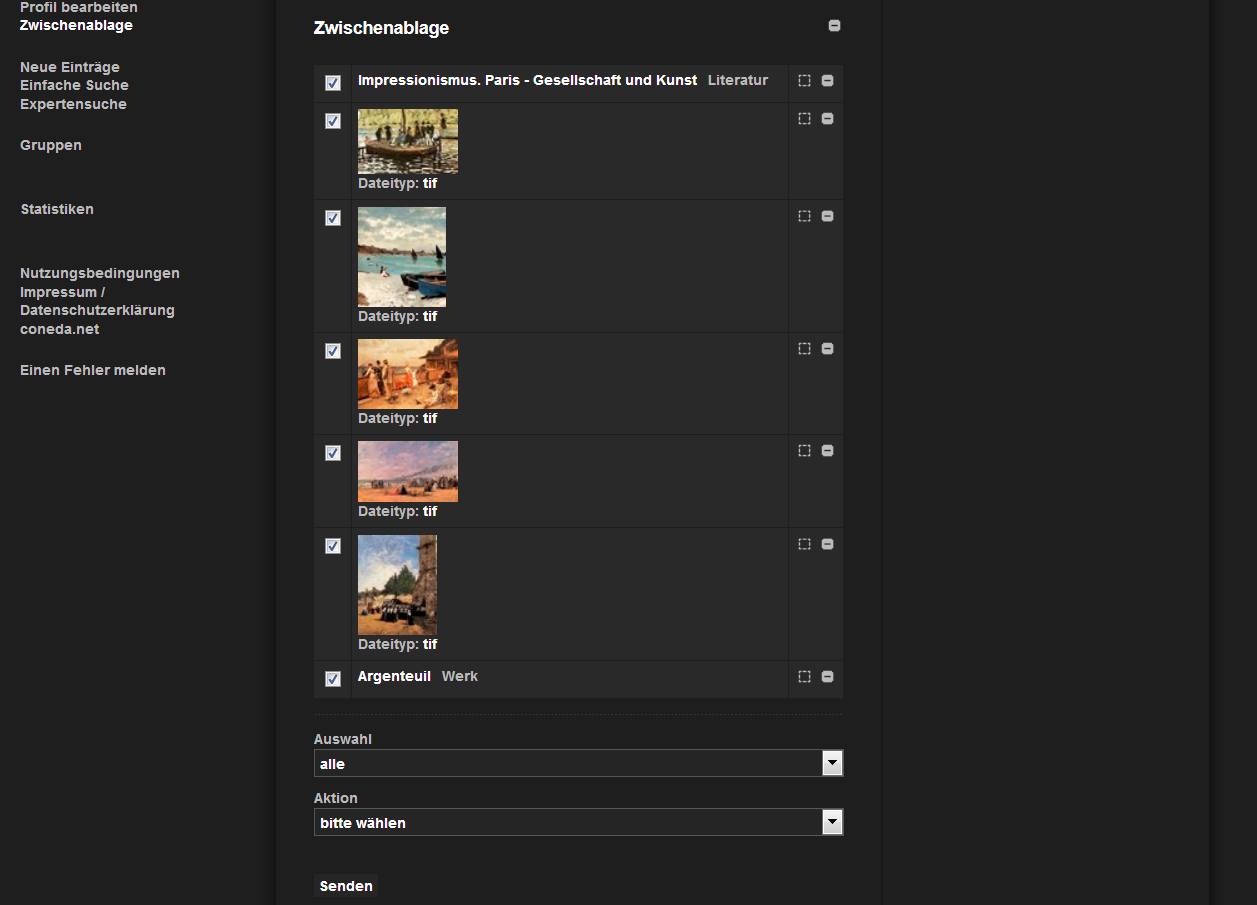 Profil bearbeiten
Zwischenablage
Neue Einträge
Einfache Suche
Expertensuche
Gruppen
Statistiken
Nutzungsbedingungen
Impressum /
Datenschutzerklärung
coneda.net
Einen Fehler melden
Zwischenablage
Impressionismus. Paris - Gesellschaft und Kunst Literatur
Dateityp: tif
Dateityp: tif
Dateityp: tif
Dateityp: tif
Dateityp: tif
Argenteuil Werk
Auswahl
alle
Aktion
bitte wählen
Senden